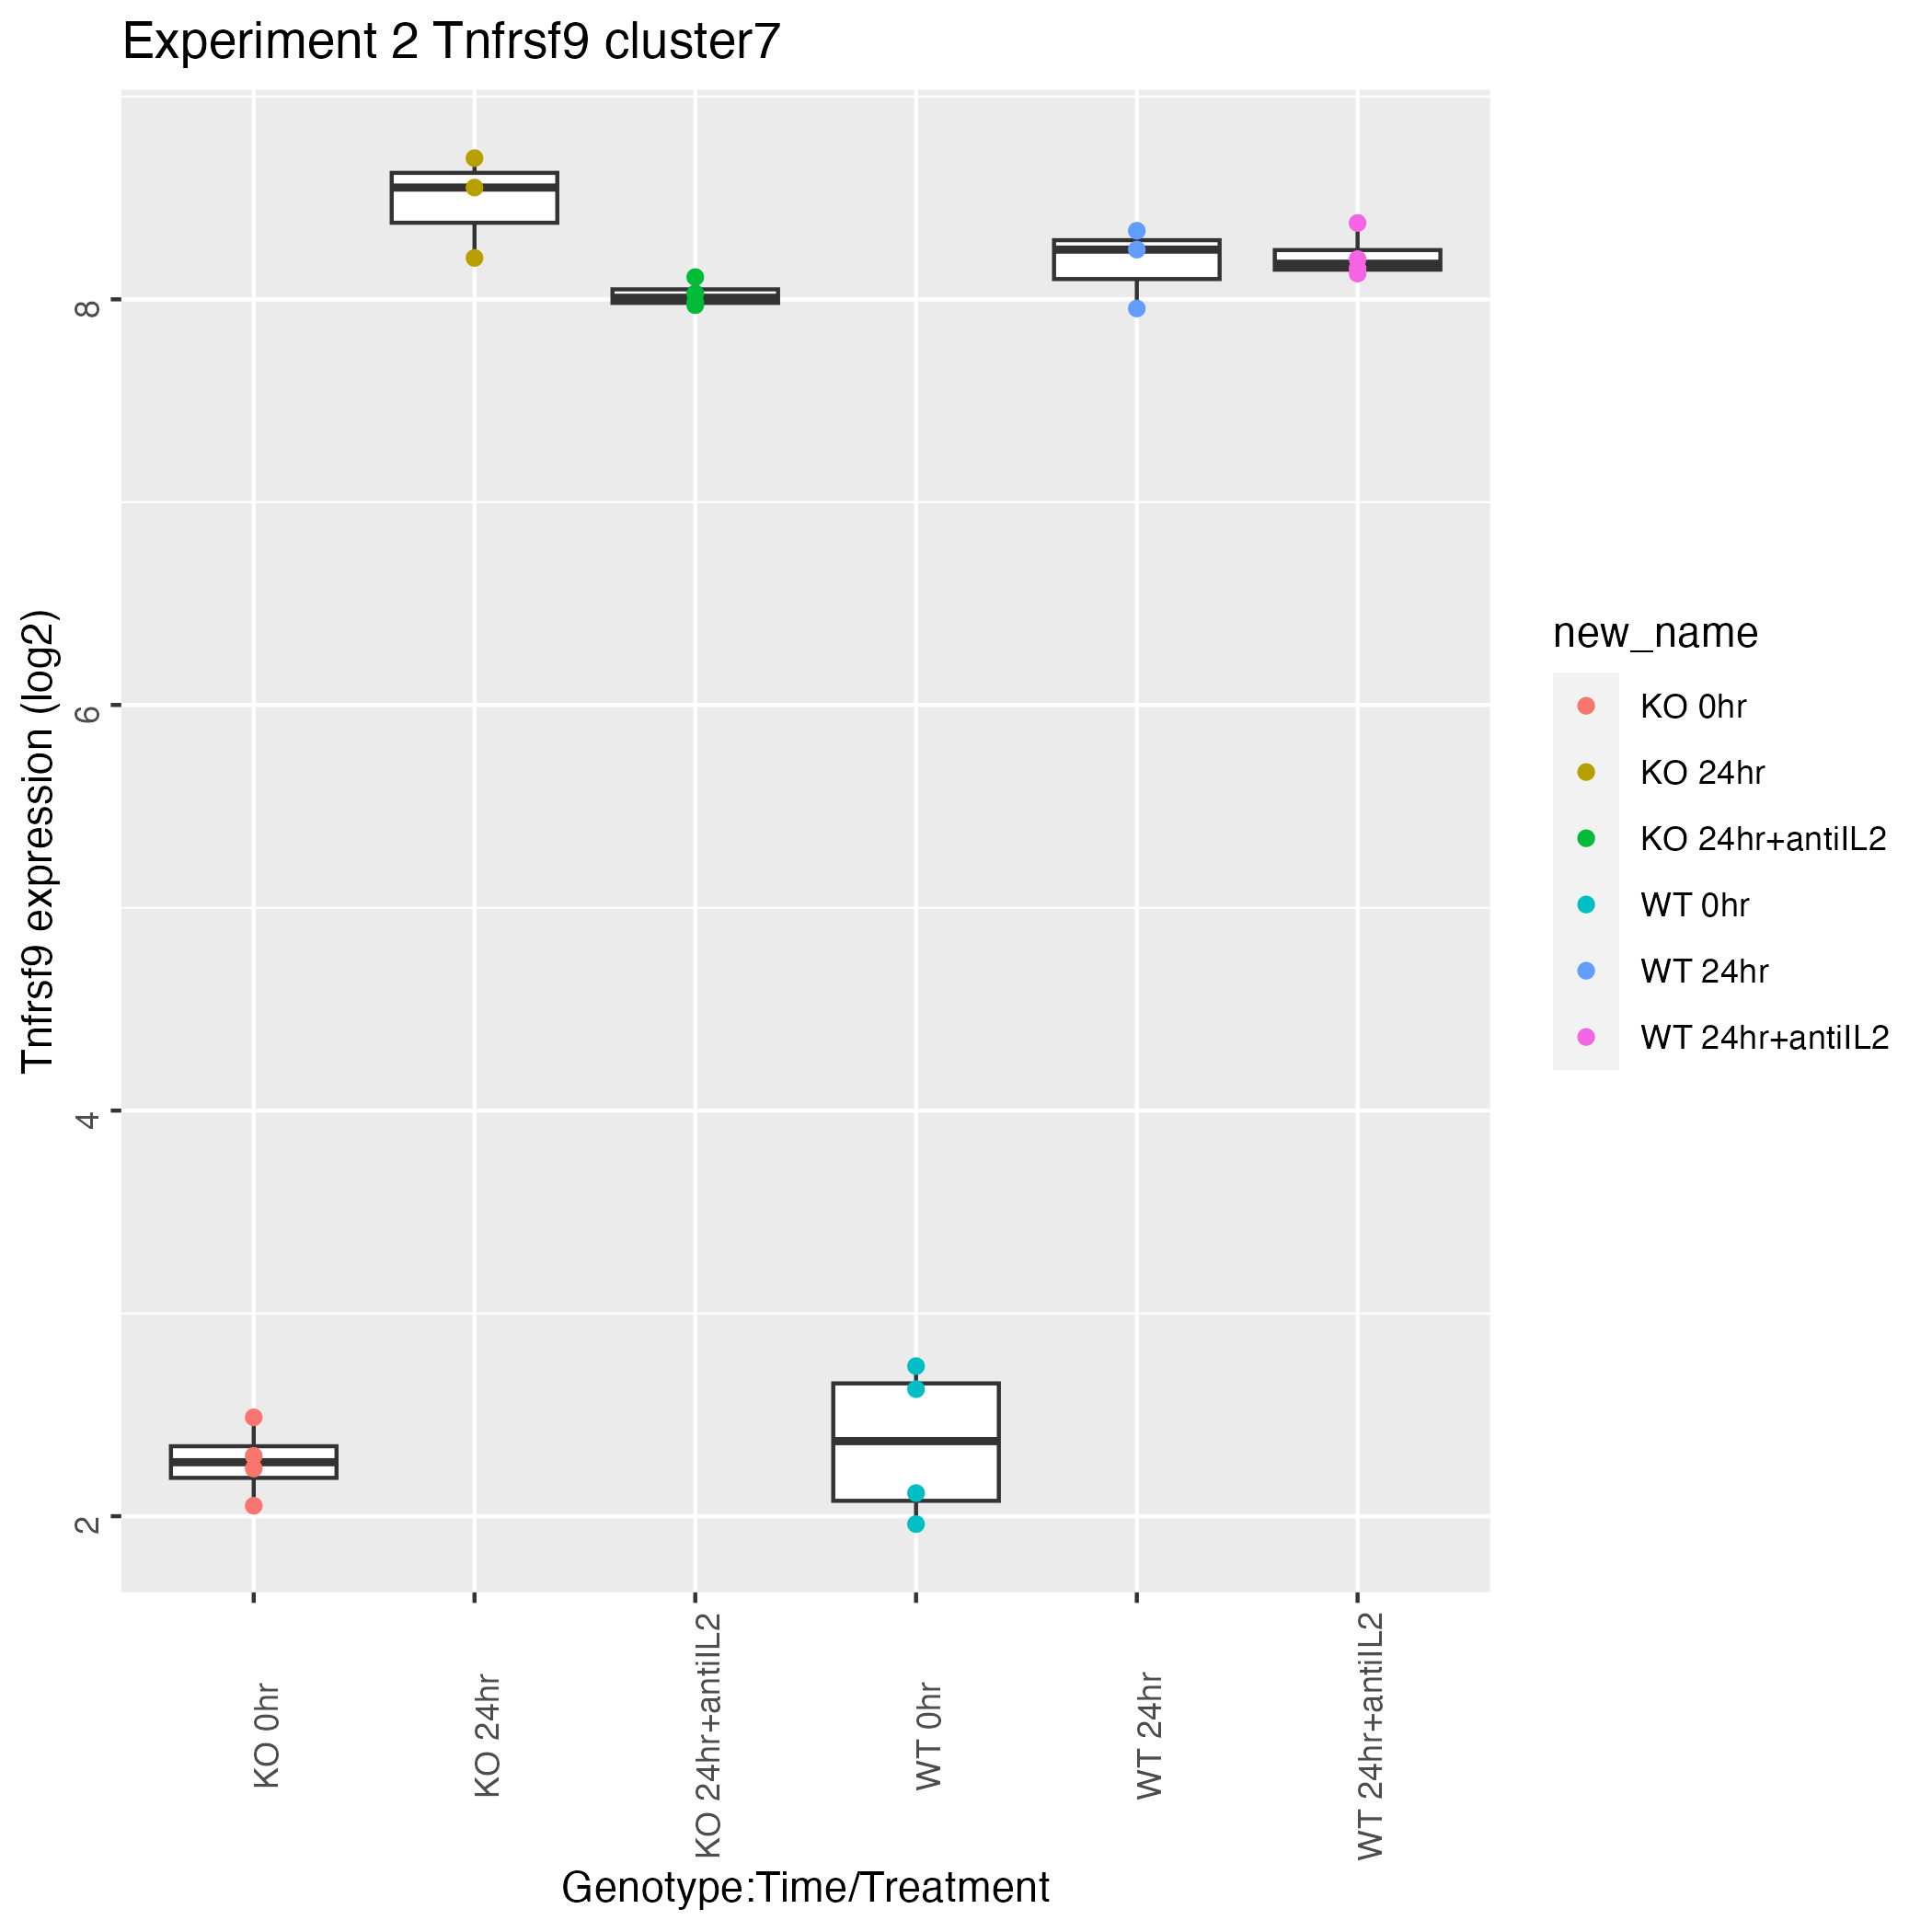 Experiment 2 Tnfrsf9 cluster7
Tnfrsf9 expression (log2)
8
6
4
2
KO 0hr
KO 24hr
KO 24hr+antiIL2
WT 0hr
WT 24hr
WT 24hr+antiIL2
Genotype:Time/Treatment
new_name
KO 0hr
KO 24hr
KO 24hr+antiIL2
WT 0hr
WT 24hr
WT 24hr+antiIL2